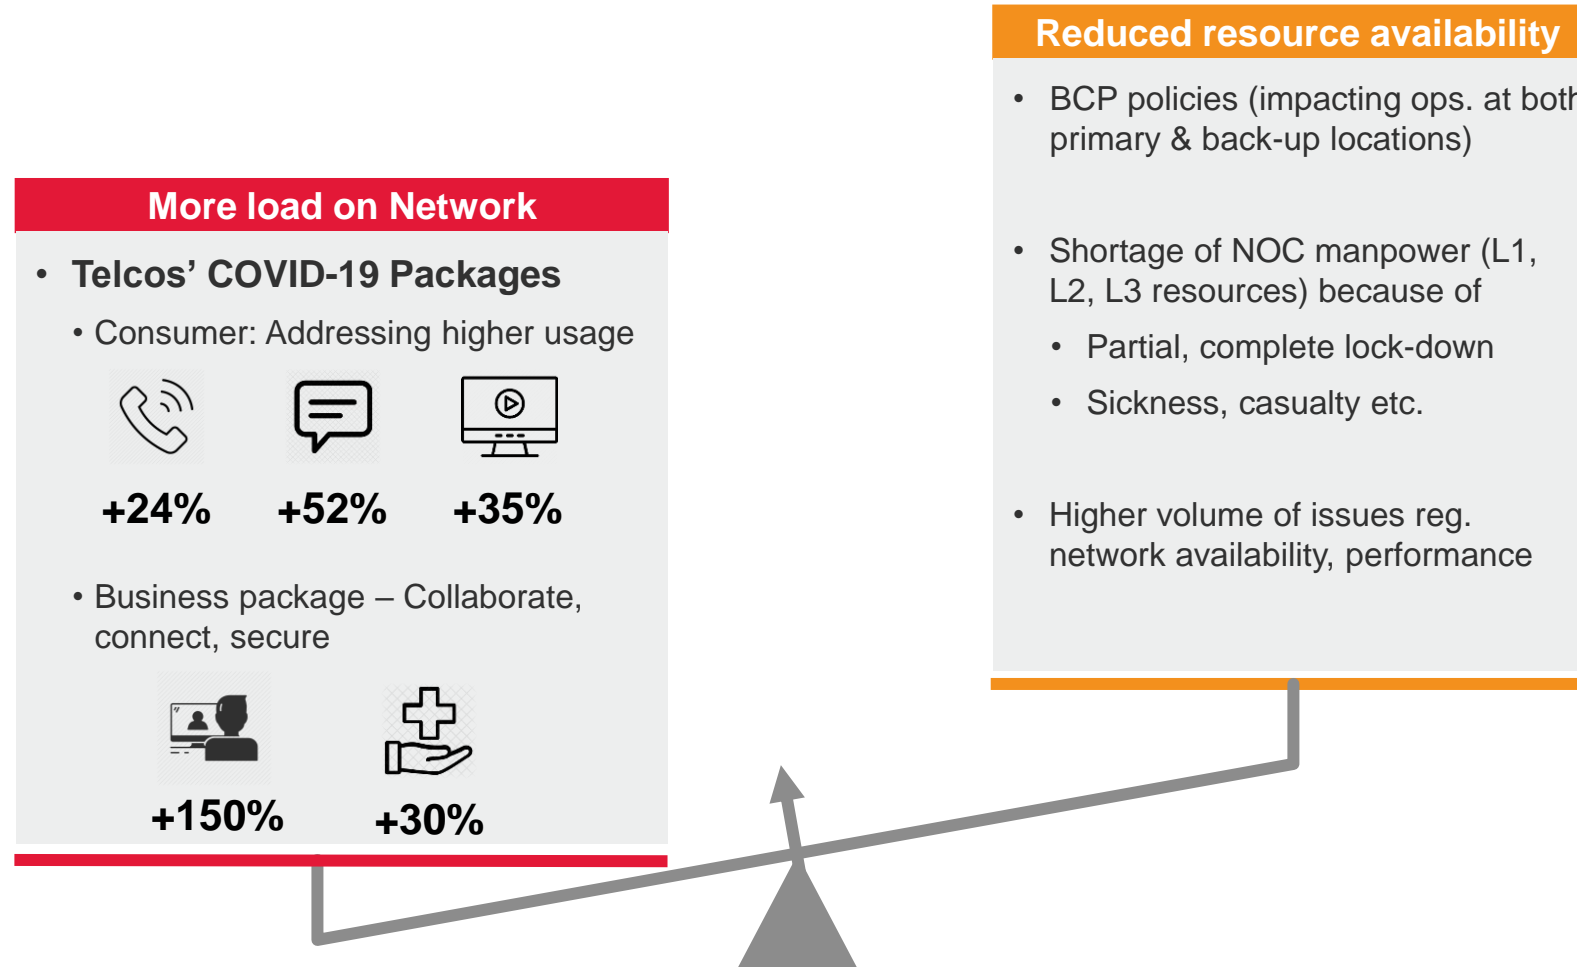 More load on Network
• Telcos’ COVID-19 Packages
• Consumer: Addressing higher usage
+24% +52% +35%
• Business package – Collaborate,
connect, secure
+150% +30%
Reduced resource availability
• BCP policies (impacting ops. at both
primary & back-up locations)
• Shortage of NOC manpower (L1,
L2, L3 resources) because of
• Partial, complete lock-down
• Sickness, casualty etc.
• Higher volume of issues reg.
network availability, performance